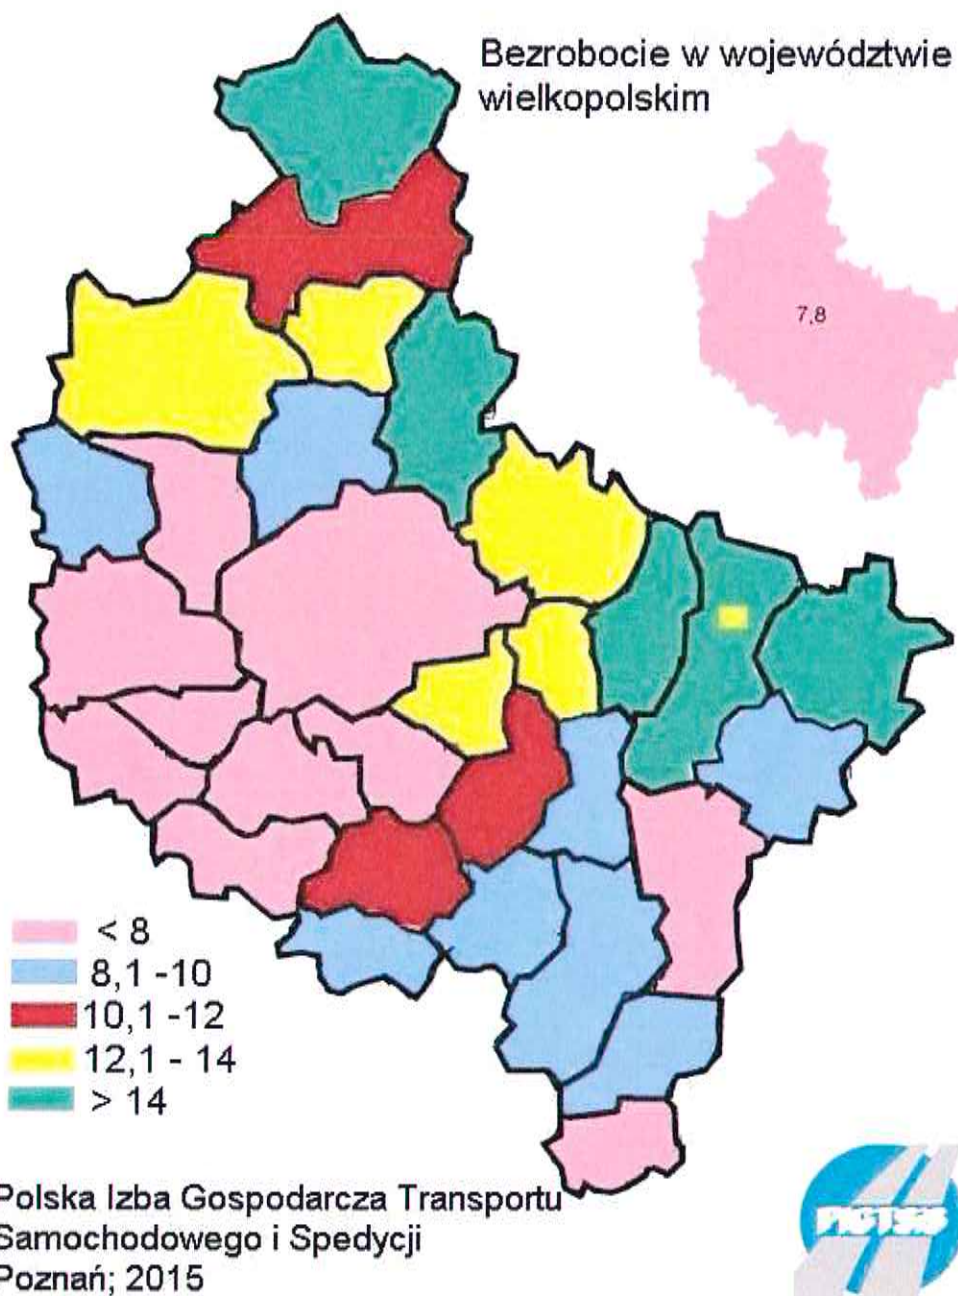 Bezrobocie w województwie
wielkopolskim
7,8
< 8
8,1 -10
10,1 -12
12,1 - 14
> 14
Polska Izba Gospodarcza Transportu
Samochodowego i Spedycji
Poznań; 2015
PIGTSiS